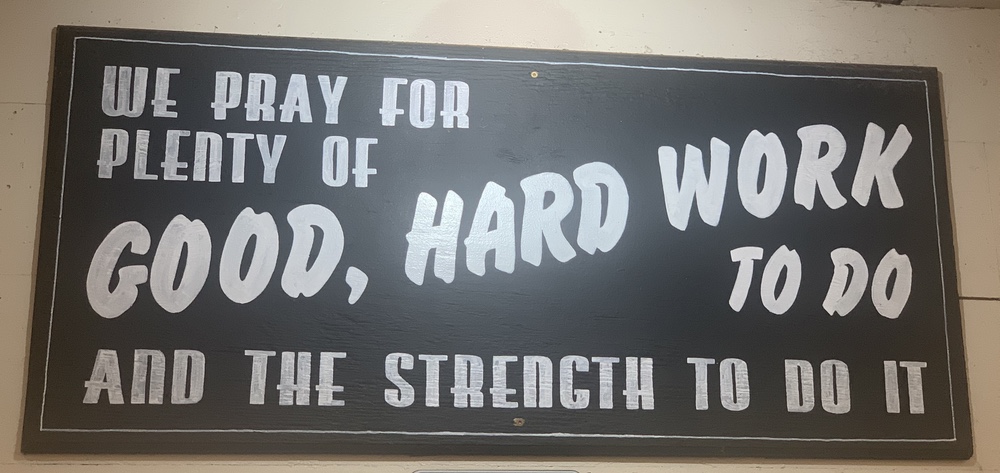 WE PRAY FOR
PLENTY OF
GOOD, HARD WORK
TO DO
AND THE STRENGTH TO DO IT